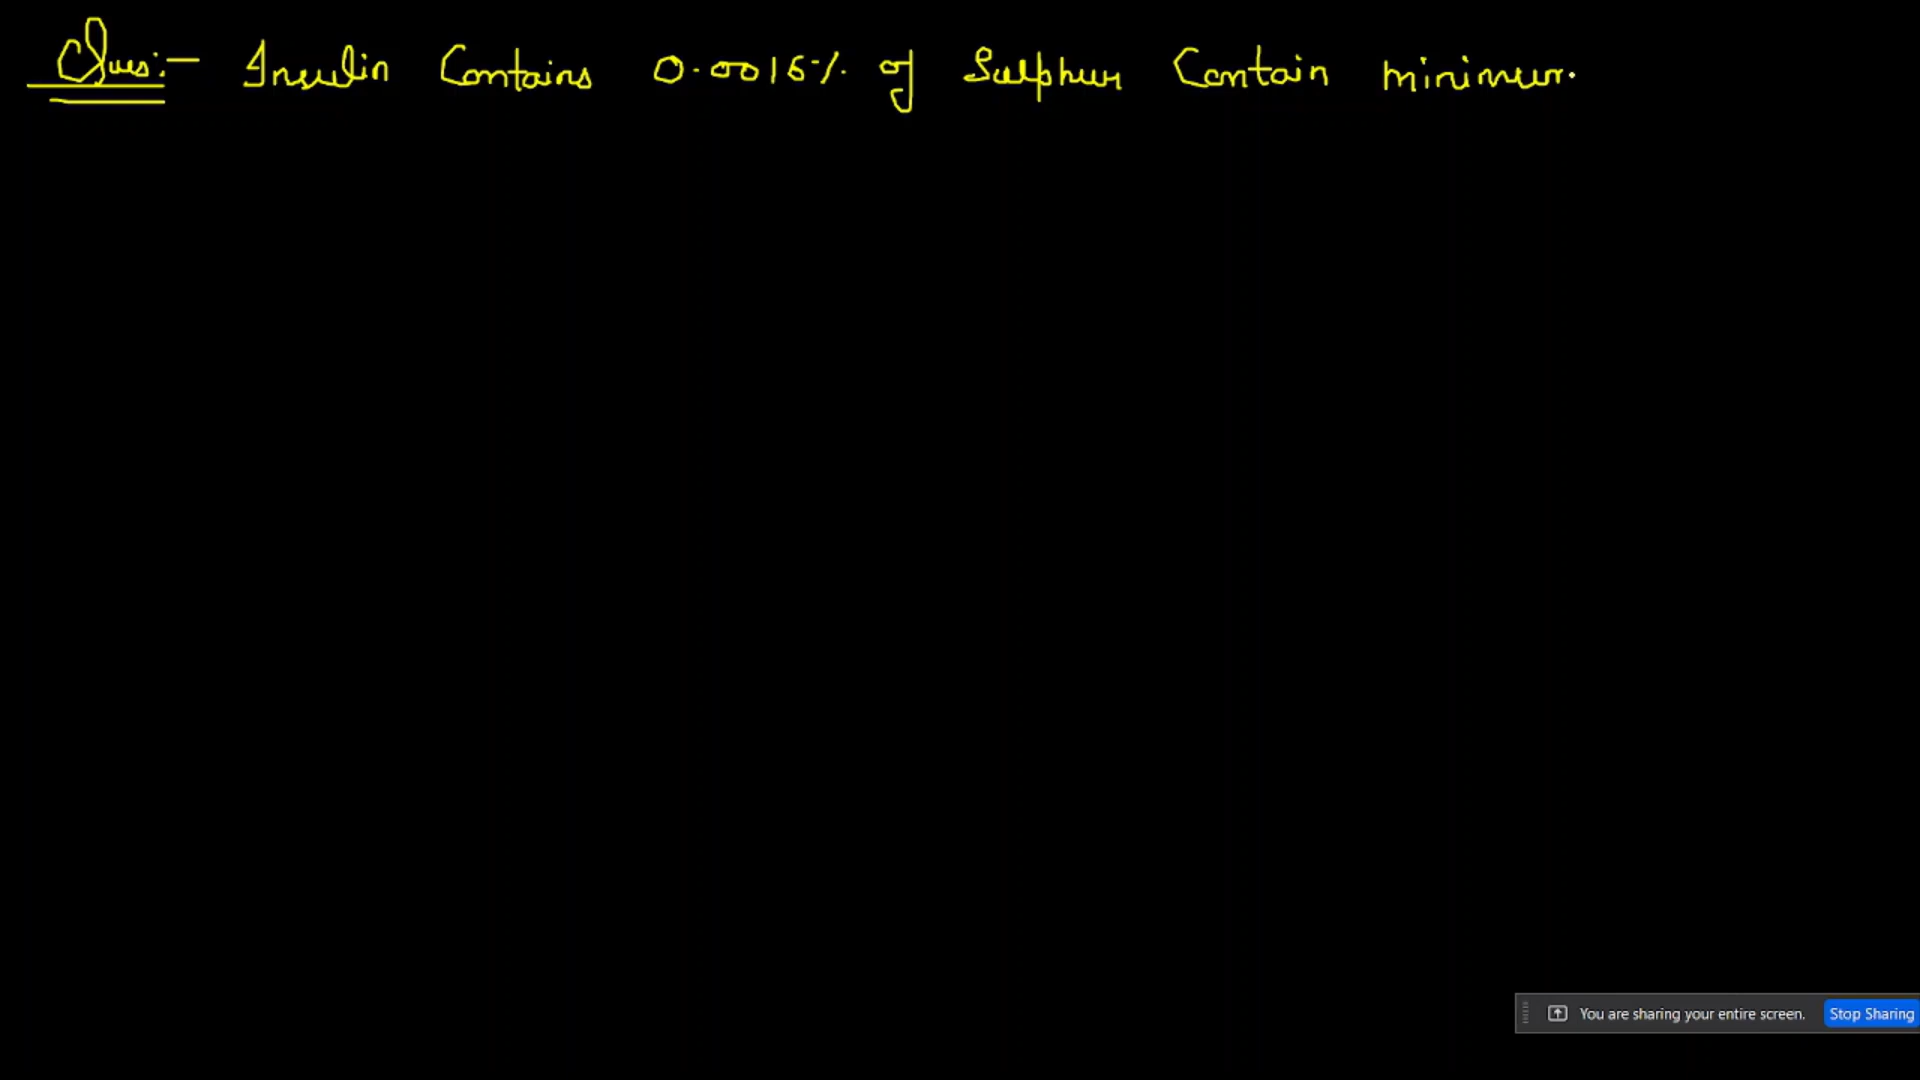 Ques:- Insulin Contains 0.0016% of Sulphur Contain minimum
You are sharing your entire screen. Stop Sharing